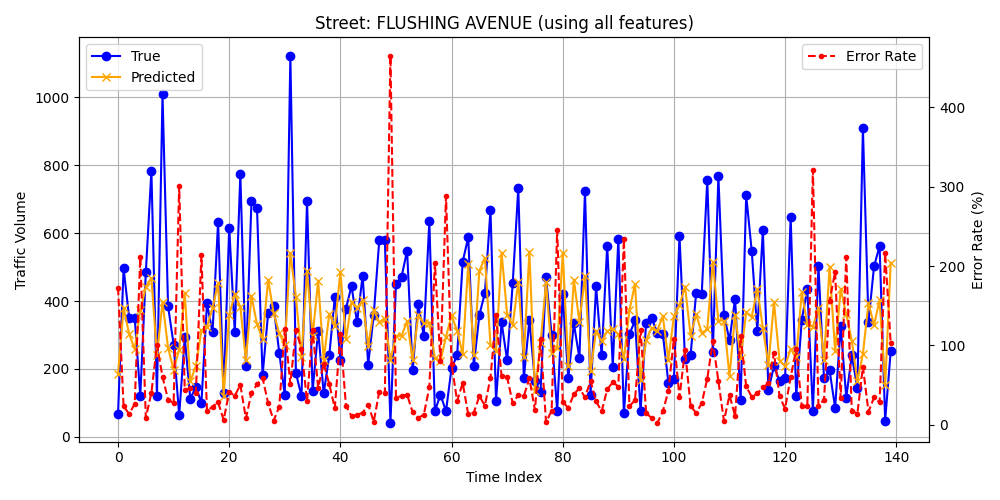 Street: FLUSHING AVENUE (using all features)
True
Predicted
Error Rate
Traffic Volume
1000
800
600
400
200
0
400
300
200
100
0
Error Rate (%)
0 20 40 60 80 100 120 140
Time Index